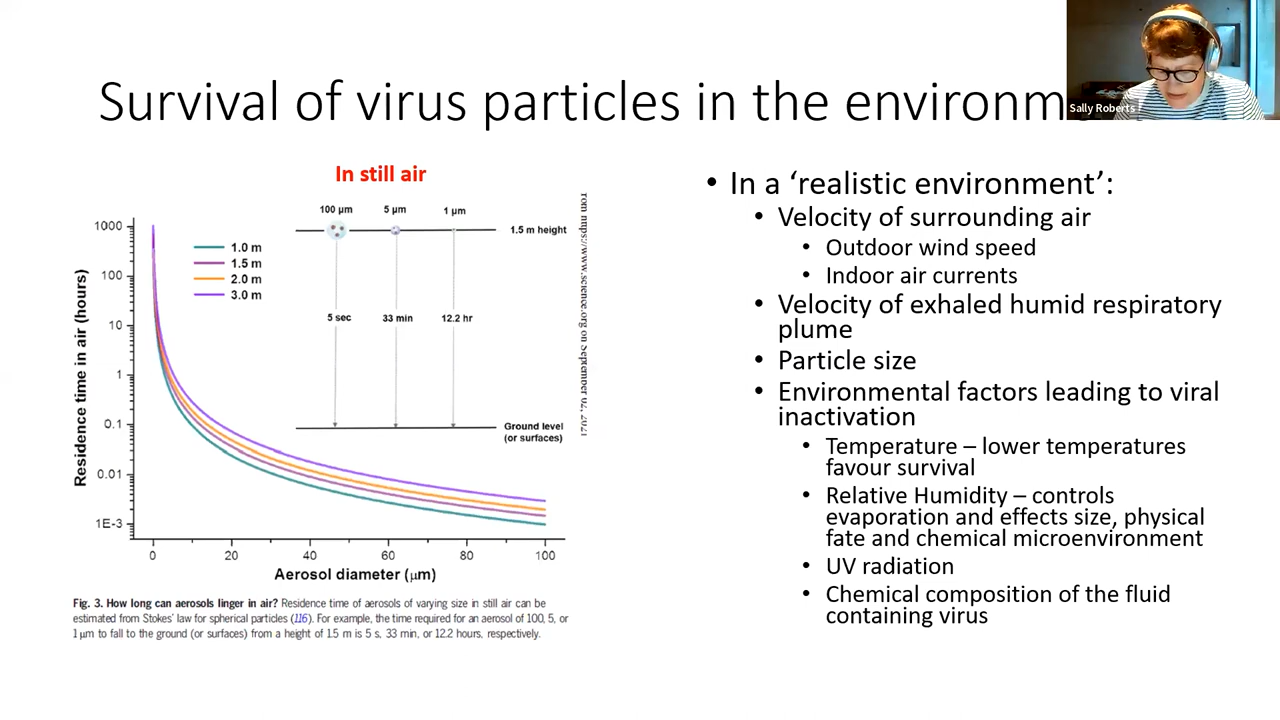 Survival of virus particles in the
Sally Roberts
In still air
100 µm 5 µm 1 µm
1.5 m height
1000
100
10
1
0.1
0.01
1E-3
Residence time in air (hours)
1.0 m
1.5 m
2.0 m
3.0 m
5 sec 33 min 12.2 hr
Ground level
(or surfaces)
0 20 40 60 80 100
Aerosol diameter (µm)
rom https://www.science.org on September 02, 2021
Fig. 3. How long can aerosols linger in air? Residence time of aerosols of varying size in still air can be
estimated from Stokes' law for spherical particles (116). For example, the time required for an aerosol of 100, 5, or
1 µm to fall to the ground (or surfaces) from a height of 1.5 m is 5 s, 33 min, or 12.2 hours, respectively.
• In a ‘realistic environment’:
• Velocity of surrounding air
• Outdoor wind speed
• Indoor air currents
• Velocity of exhaled humid respiratory
plume
• Particle size
• Environmental factors leading to viral
inactivation
• Temperature – lower temperatures
favour survival
• Relative Humidity – controls
evaporation and effects size, physical
fate and chemical microenvironment
• UV radiation
• Chemical composition of the fluid
containing virus